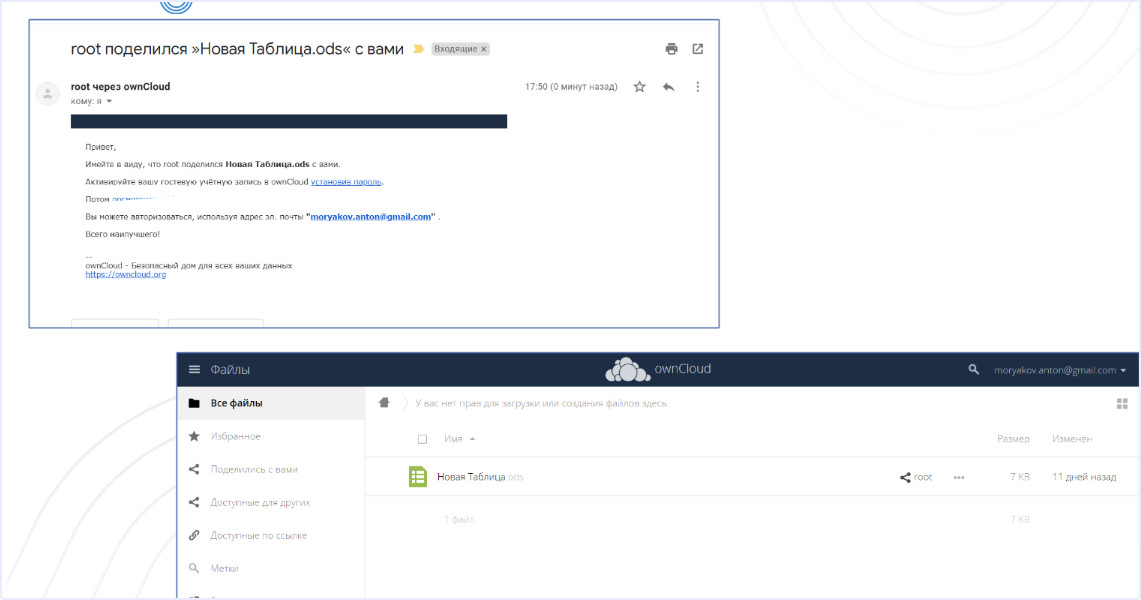 root поделился »Новая Таблица.ods« с вами Входящие ×
root через ownCloud 17:50 (0 минут назад)
кому: я
Привет,
Имейте в виду, что root поделился Новая Таблица.ods с вами.
Активируйте вашу гостевую учётную запись в ownCloud установив пароль.
Потом
Вы можете авторизоваться, используя адрес эл. почты "moryakov.anton@gmail.com" .
Всего наилучшего!
--
ownCloud - Безопасный дом для всех ваших данных
https://owncloud.org
Файлы ownCloud moryakov.anton@gmail.com
Все файлы У вас нет прав для загрузки или создания файлов здесь
Избранное Имя Размер Изменен
Поделились с вами Новая Таблица.ods root ••• 7 KB 11 дней назад
Доступные для других
1 файл 7 KB
Доступные по ссылке
Метки